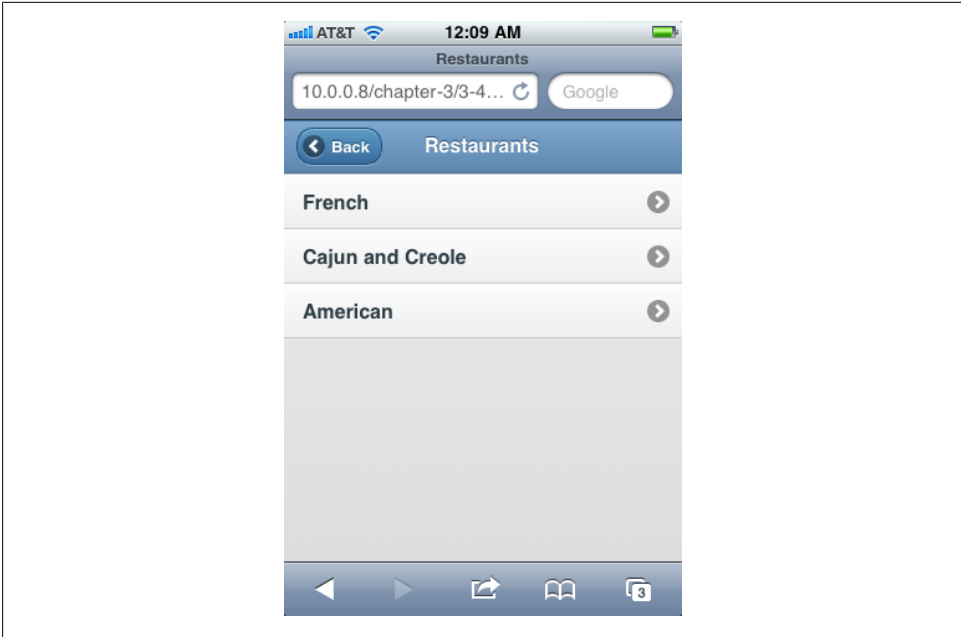 AT&T 12:09 AM
Restaurants
10.0.0.8/chapter-3/3-4... Google
Back Restaurants
French
Cajun and Creole
American
3